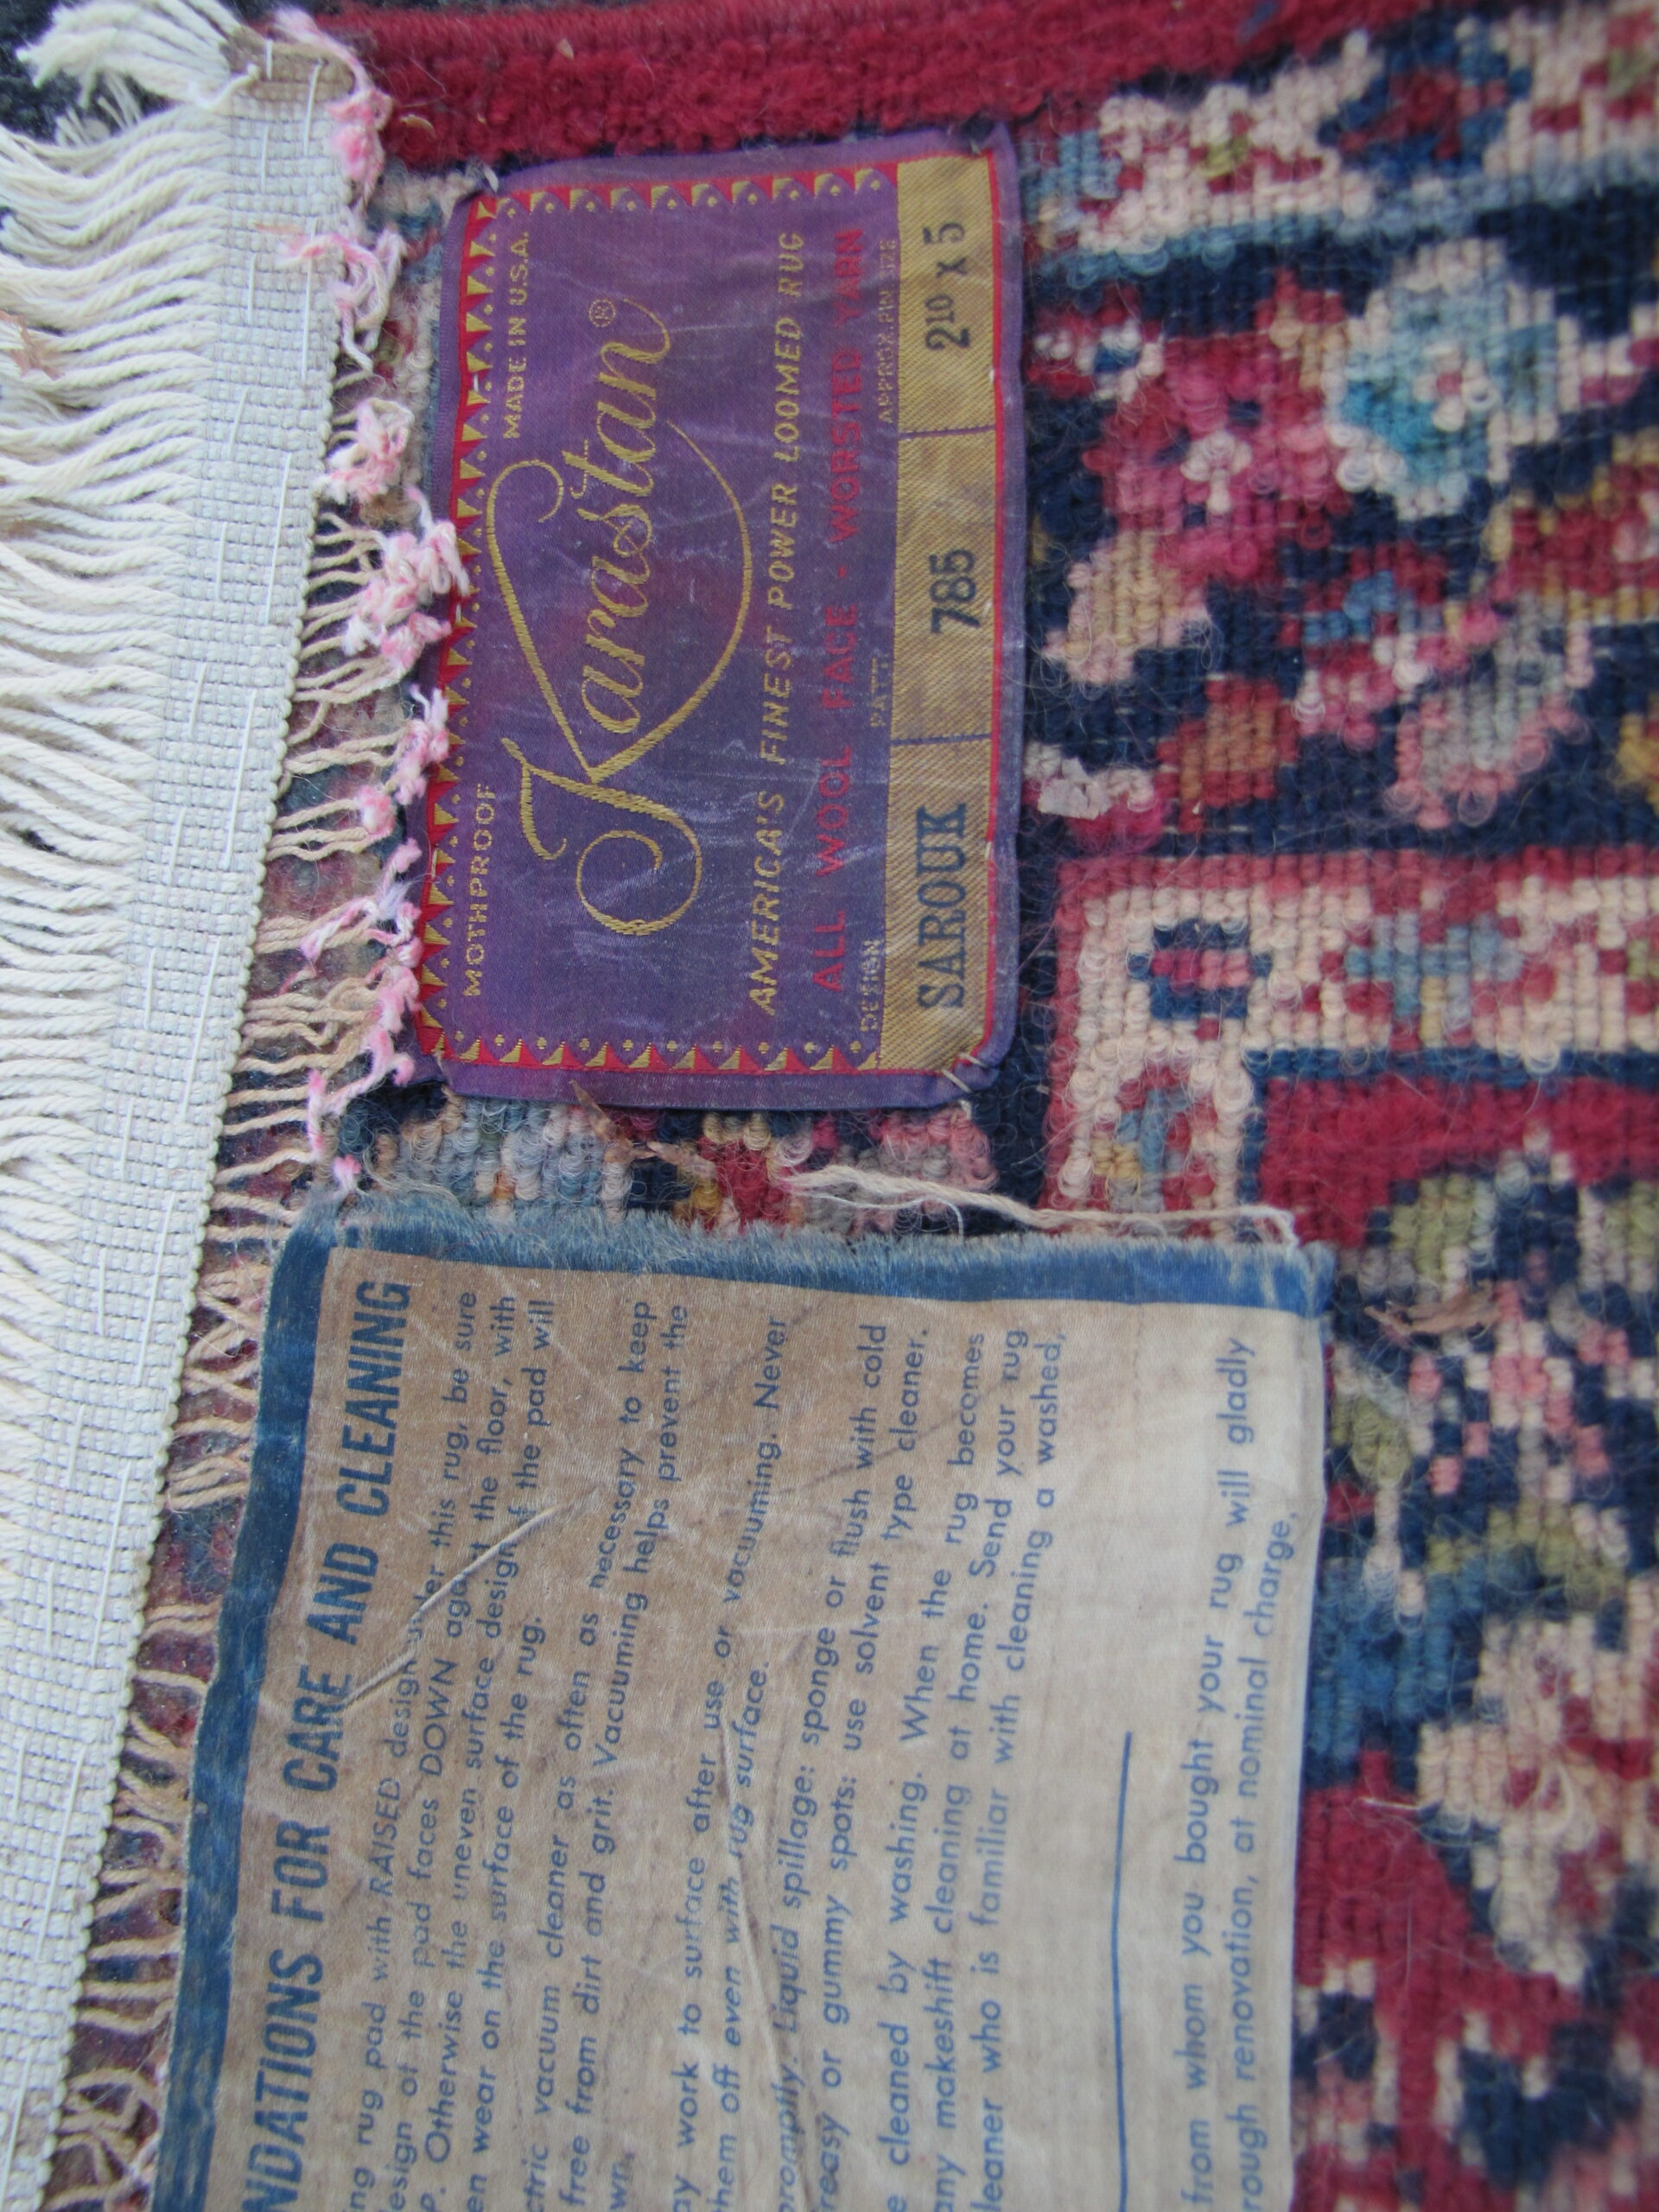 MOTHPROOF MADE IN U.S.A.
Karastan®
AMERICA'S FINEST POWER LOOMED RUG
ALL WOOL FACE - WORSTED YARN
DESIGN PATT. APPROX. SIZE
SAROUK 785 2¹⁰ x 5
NDATIONS FOR CARE AND CLEANING
ng rug pad with RAISED design under this rug, be sure
esign of the pad faces DOWN against the floor, with
P. Otherwise the uneven surface design of the pad will
en wear on the surface of the rug.
ctric vacuum cleaner as often as necessary to keep
free from dirt and grit. Vacuuming helps prevent the
wn.
ay work to surface after use or vacuuming. Never
them off even with rug surface.
promptly. Liquid spillage: sponge or flush with cold
reasy or gummy spots: use solvent type cleaner.
e cleaned by washing. When the rug becomes
any makeshift cleaning at home. Send your rug
leaner who is familiar with cleaning a washed,
from whom you bought your rug will gladly
rough renovation, at nominal charge.